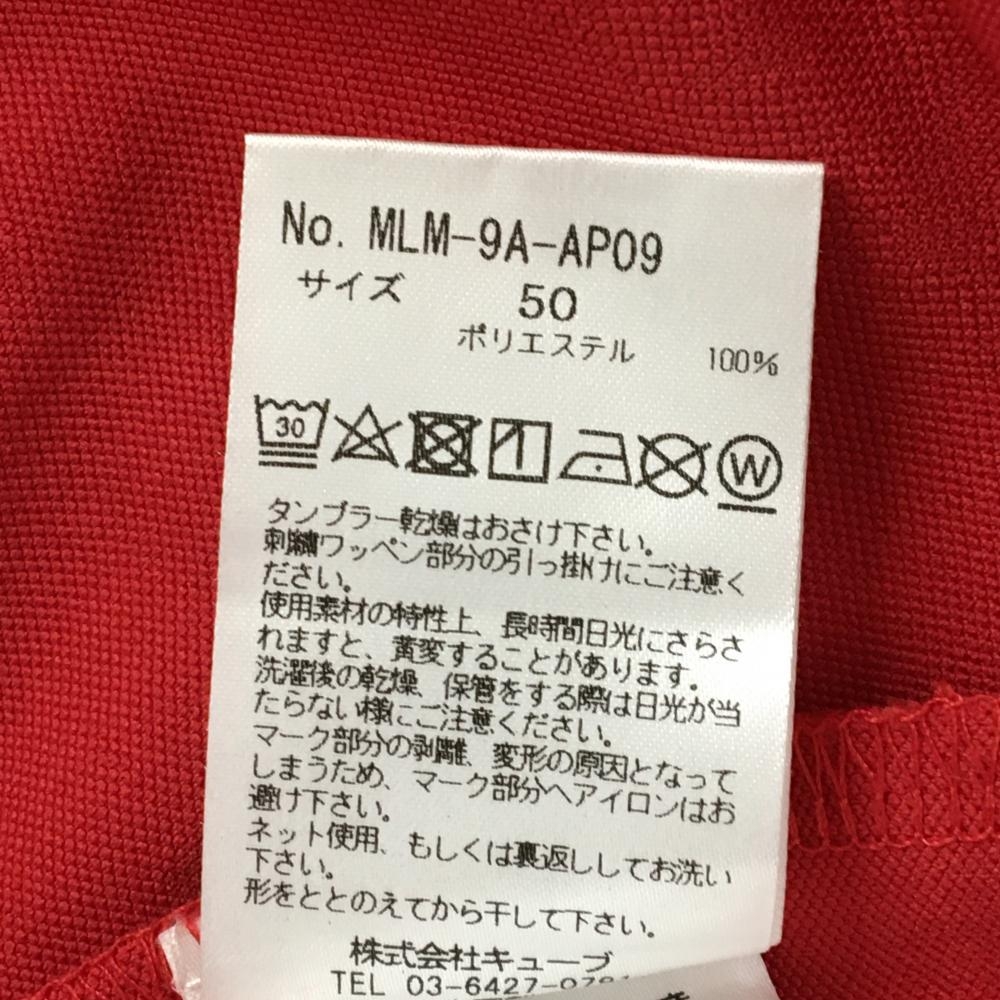 No. MLM-9A-AP09
サイズ 50
ポリエステル 100%
30 W
タンブラー乾燥はおさけ下さい。
刺繍ワッペン部分の引っ掛けにご注意く
ださい。
使用素材の特性上、長時間日光にさらさ
れますと、黄変することがあります。
洗濯後の乾燥、保管をする際は日光が当
たらない様にご注意ください。
マーク部分の剥離、変形の原因となって
しまうため、マーク部分へアイロンはお
避け下さい。
ネット使用、もしくは裏返ししてお洗い
下さい。
形をととのえてから干して下さい。
株式会社キューブ
TEL 03-6427-